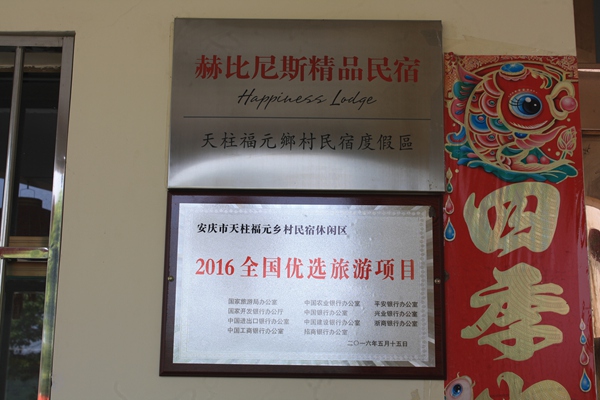 赫比尼斯精品民宿
Happiness Lodge
天柱福元鄉村民宿度假區
安庆市天柱福元乡村民宿休闲区
2016全国优选旅游项目
国家旅游局办公室 中国农业银行办公室 平安银行办公室
国家开发银行办公厅 中国银行办公室 兴业银行办公室
中国进出口银行办公室 中国建设银行办公室 浙商银行办公室
中国工商银行办公室 招商银行办公室
二〇一六年五月十五日
四季